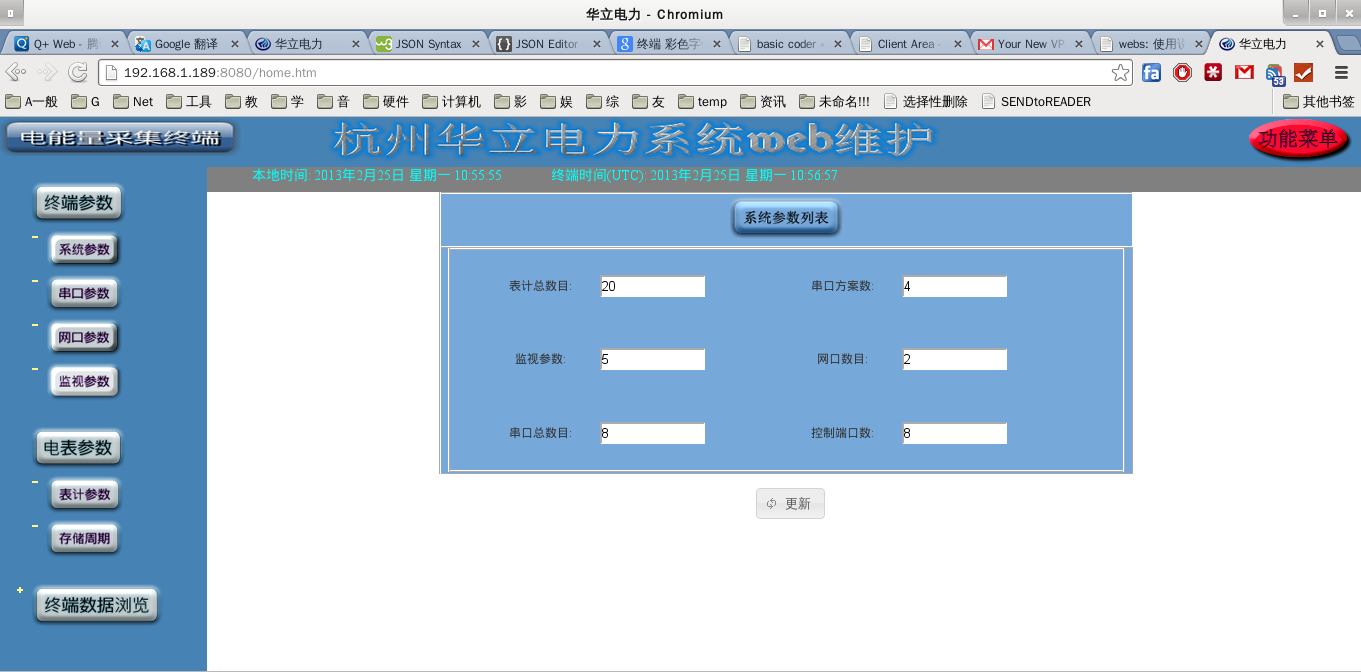 华立电力 - Chromium
Q+ Web - 腾 Google 翻译 华立电力 JSON Syntax JSON Editor 终端 彩色字 basic coder - Client Area - Your New VP webs: 使用说 华立电力
192.168.1.189:8080/home.htm
53
A一般 G Net 工具 教 学 音 硬件 计算机 影 娱 综 友 temp 资讯 未命名!!! 选择性删除 SENDtoREADER 其他书签
电能量采集终端 杭州华立电力系统web维护 功能菜单
本地时间: 2013年2月25日 星期一 10:55:55 终端时间(UTC): 2013年2月25日 星期一 10:56:57
终端参数
系统参数
串口参数
网口参数
监视参数
电表参数
表计参数
存储周期
终端数据浏览
系统参数列表
表计总数目: 20 串口方案数: 4
监视参数: 5 网口数目: 2
串口总数目: 8 控制端口数: 8
更新